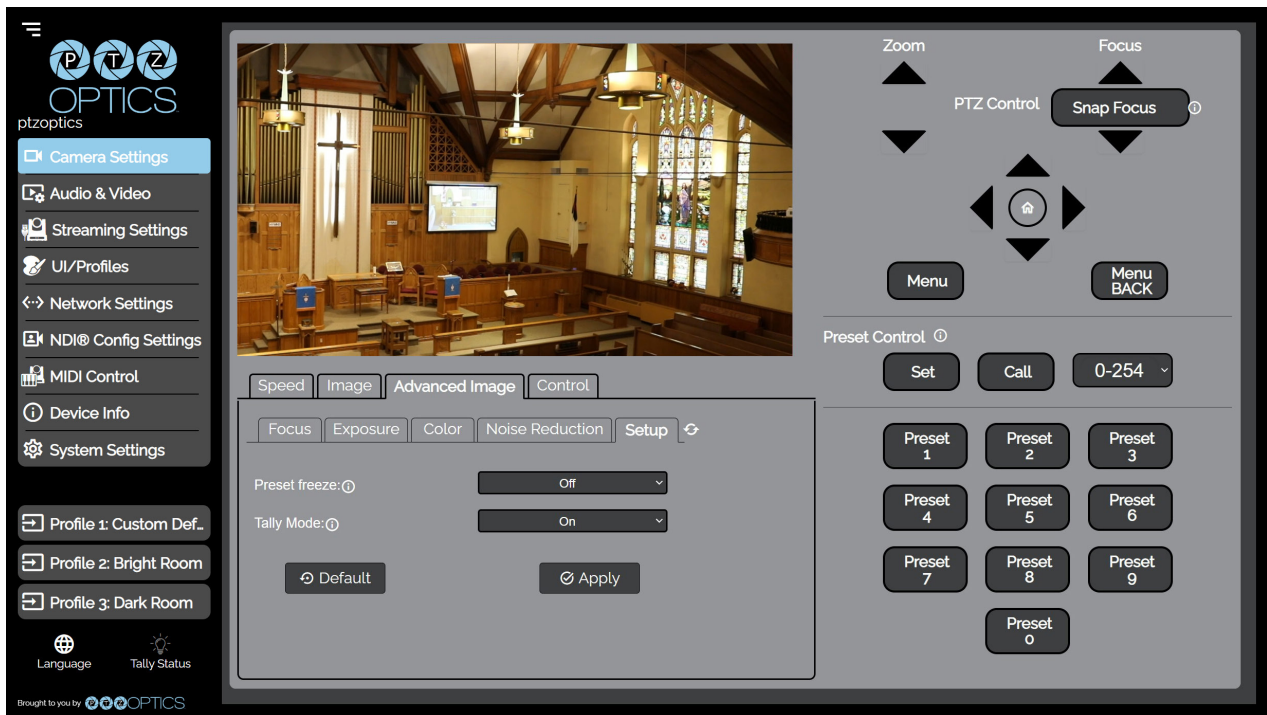 P T Z
OPTICS
ptzoptics
Camera Settings
Audio & Video
Streaming Settings
UI/Profiles
Network Settings
NDI® Config Settings
MIDI Control
Device Info
System Settings
Profile 1: Custom Def...
Profile 2: Bright Room
Profile 3: Dark Room
Language
Tally Status
Brought to you by PTZOPTICS
Speed
Image
Advanced Image
Control
Focus
Exposure
Color
Noise Reduction
Setup
Preset freeze:
Off
Tally Mode:
On
Default
Apply
Zoom
Focus
PTZ Control
Snap Focus
Menu
Menu
BACK
Preset Control
Set
Call
0-254
Preset
1
Preset
2
Preset
3
Preset
4
Preset
5
Preset
6
Preset
7
Preset
8
Preset
9
Preset
0